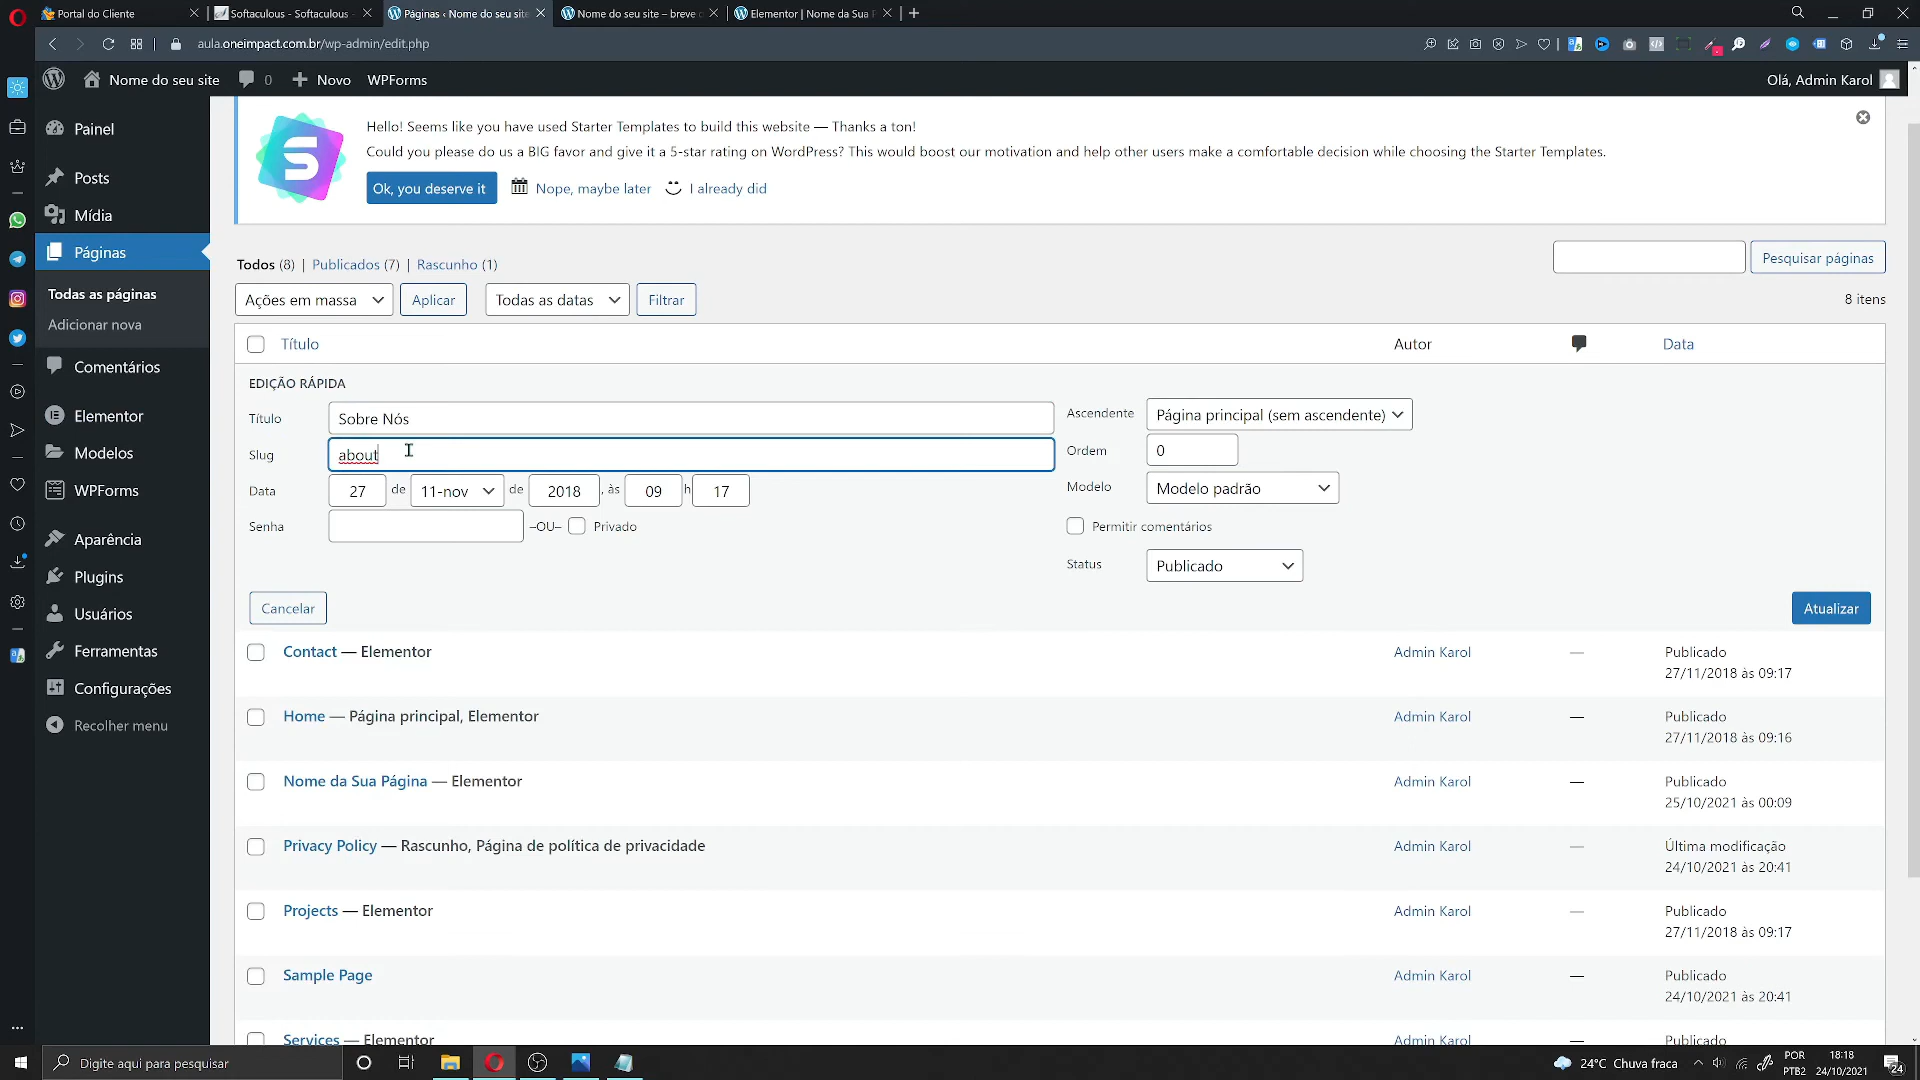 Portal do Cliente
Softaculous - Softaculous
Páginas ‹ Nome do seu site
Nome do seu site – breve
Elementor | Nome da Sua P
aula.oneimpact.com.br/wp-admin/edit.php
Nome do seu site
0
Novo
WPForms
Olá, Admin Karol
Painel
Posts
Mídia
Páginas
Todas as páginas
Adicionar nova
Comentários
Elementor
Modelos
WPForms
Aparência
Plugins
Usuários
Ferramentas
Configurações
Recolher menu
Hello! Seems like you have used Starter Templates to build this website — Thanks a ton!
Could you please do us a BIG favor and give it a 5-star rating on WordPress? This would boost our motivation and help other users make a comfortable decision while choosing the Starter Templates.
Ok, you deserve it
Nope, maybe later
I already did
Todos (8) | Publicados (7) | Rascunho (1)
Pesquisar páginas
Ações em massa
Aplicar
Todas as datas
Filtrar
8 itens
Título
Autor
Data
EDIÇÃO RÁPIDA
Título
Sobre Nós
Slug
about
Data
27 de 11-nov de 2018, às 09 h 17
Senha
–OU–
Privado
Ascendente
Página principal (sem ascendente)
Ordem
0
Modelo
Modelo padrão
Permitir comentários
Status
Publicado
Cancelar
Atualizar
Contact — Elementor
Admin Karol
—
Publicado
27/11/2018 às 09:17
Home — Página principal, Elementor
Admin Karol
—
Publicado
27/11/2018 às 09:16
Nome da Sua Página — Elementor
Admin Karol
—
Publicado
25/10/2021 às 00:09
Privacy Policy — Rascunho, Página de política de privacidade
Admin Karol
—
Última modificação
24/10/2021 às 20:41
Projects — Elementor
Admin Karol
—
Publicado
27/11/2018 às 09:17
Sample Page
Admin Karol
—
Publicado
24/10/2021 às 20:41
Services — Elementor
Admin Karol
—
Publicado
Digite aqui para pesquisar
24°C Chuva fraca
POR
PTB2
18:18
24/10/2021
24